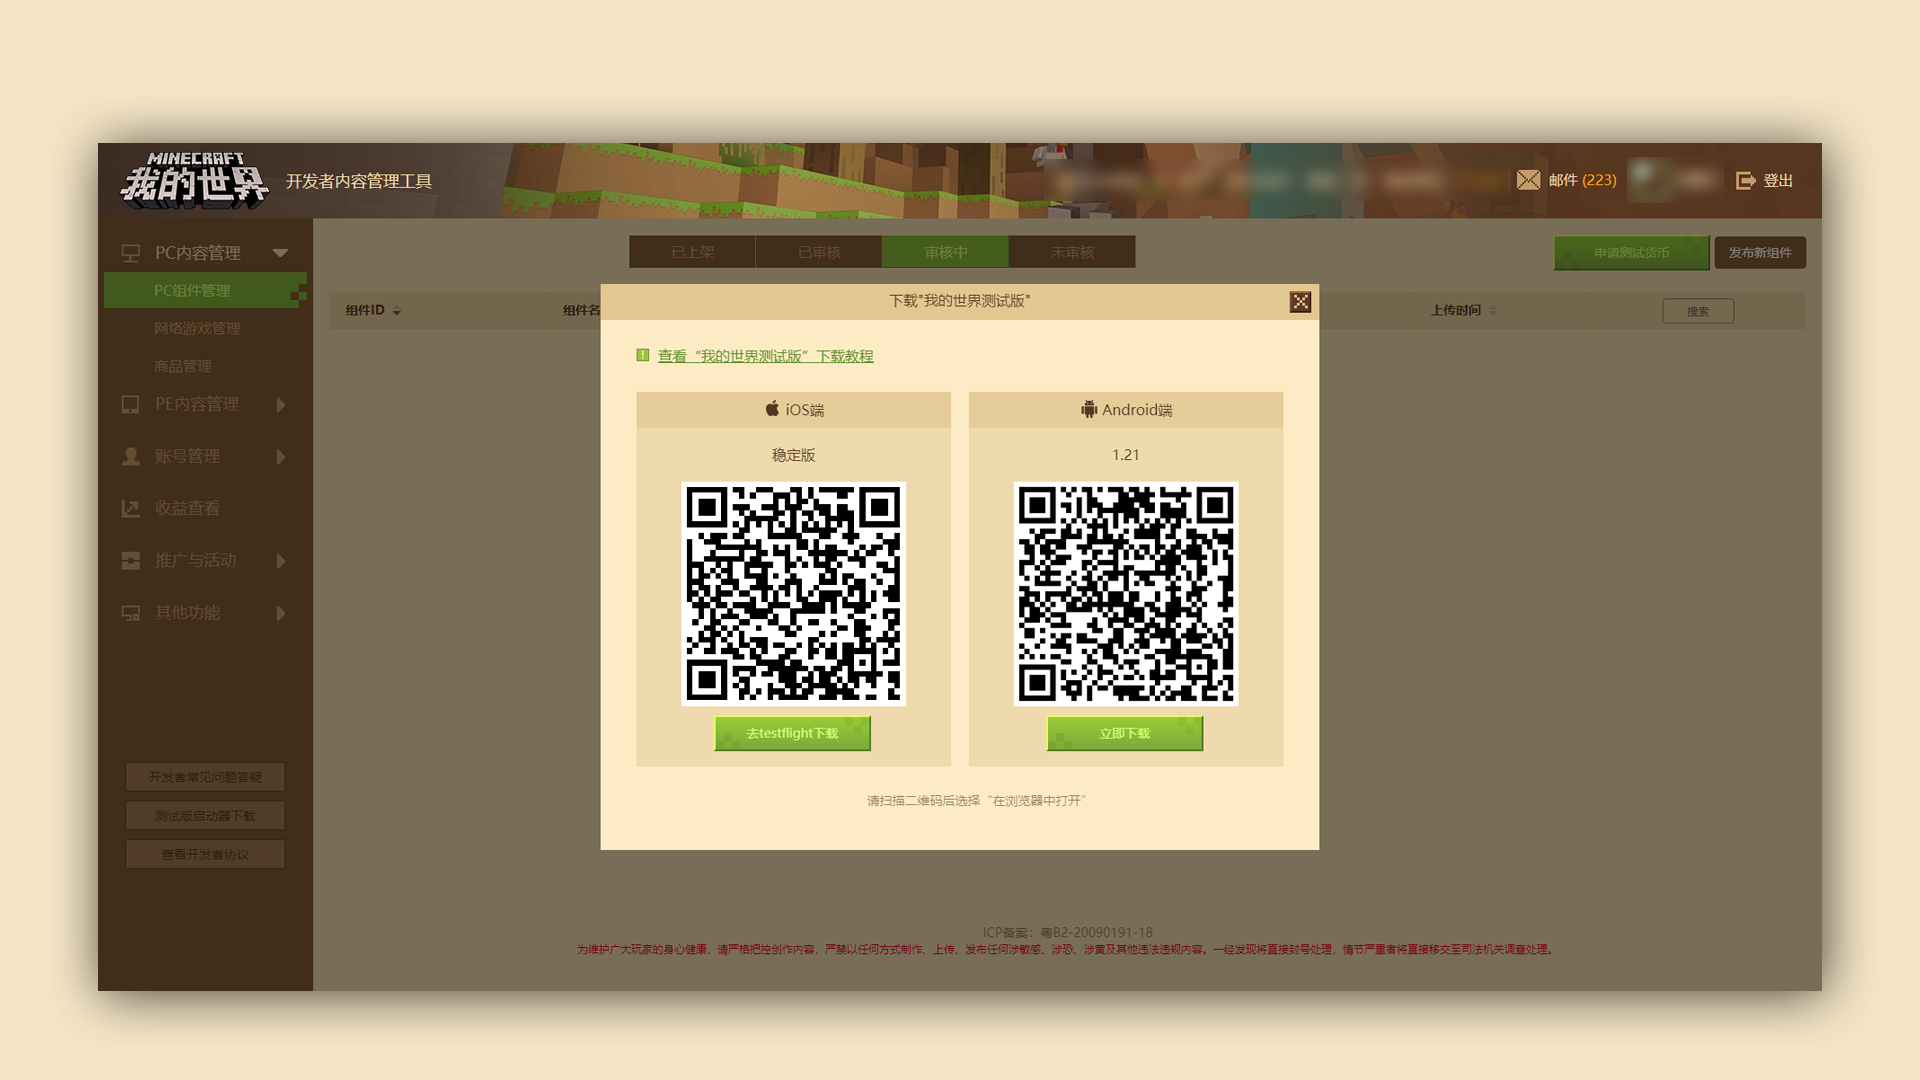 MINECRAFT
我的世界
开发者内容管理工具
邮件 (223)
登出
PC内容管理
PC组件管理
网络游戏管理
商品管理
PE内容管理
账号管理
收益查看
推广与活动
其他功能
开发者常见问题答疑
测试版启动器下载
查看开发者协议
已上架
已审核
审核中
未审核
申请测试货币
发布新组件
组件ID
组件名
上传时间
搜索
下载"我的世界测试版"
查看“我的世界测试版”下载教程
iOS端
稳定版
去testflight下载
Android端
1.21
立即下载
请扫描二维码后选择“在浏览器中打开”
ICP备案：粤B2-20090191-18
为维护广大玩家的身心健康，请严格把控创作内容，严禁以任何方式制作、上传、发布任何涉敏感、涉恐、涉黄及其他违法违规内容。一经发现将直接封号处理，情节严重者将直接移交至司法机关调查处理。